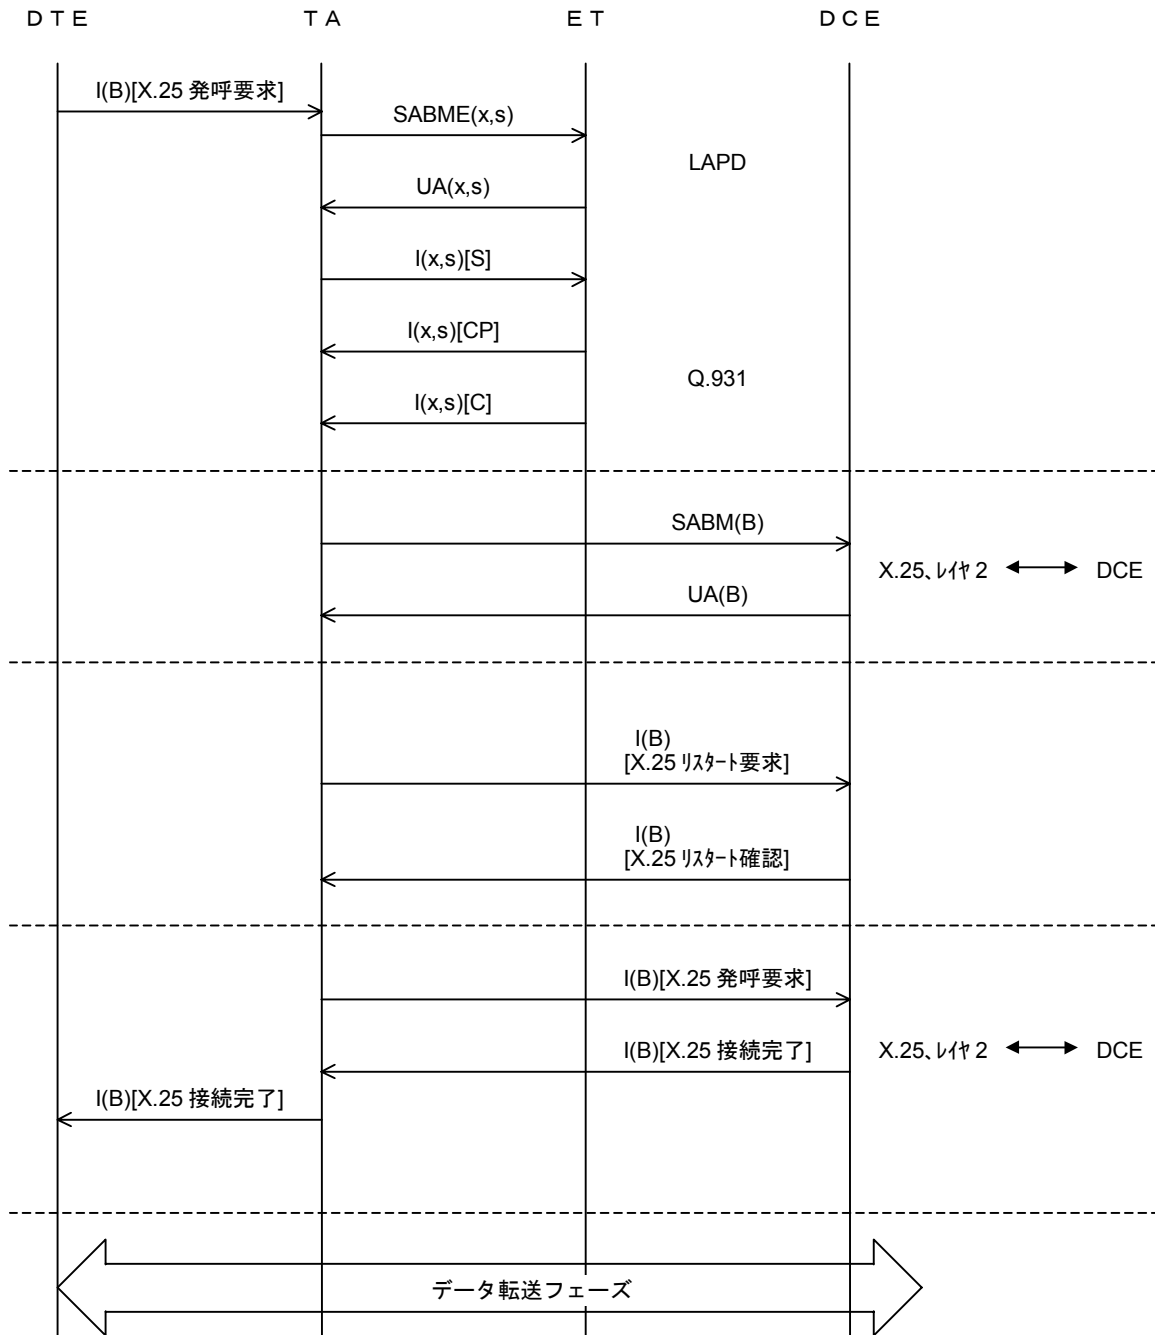 ＤＴＥ ＴＡ ＥＴ ＤＣＥ
I(B)[X.25 発呼要求]
SABME(x,s)
LAPD
UA(x,s)
I(x,s)[S]
I(x,s)[CP]
Q.931
I(x,s)[C]
SABM(B)
X.25、ﾚｲﾔ 2 DCE
UA(B)
I(B)
[X.25 ﾘｽﾀｰﾄ要求]
I(B)
[X.25 ﾘｽﾀｰﾄ確認]
I(B)[X.25 発呼要求]
I(B)[X.25 接続完了] X.25、ﾚｲﾔ 2 DCE
I(B)[X.25 接続完了]
データ転送フェーズ